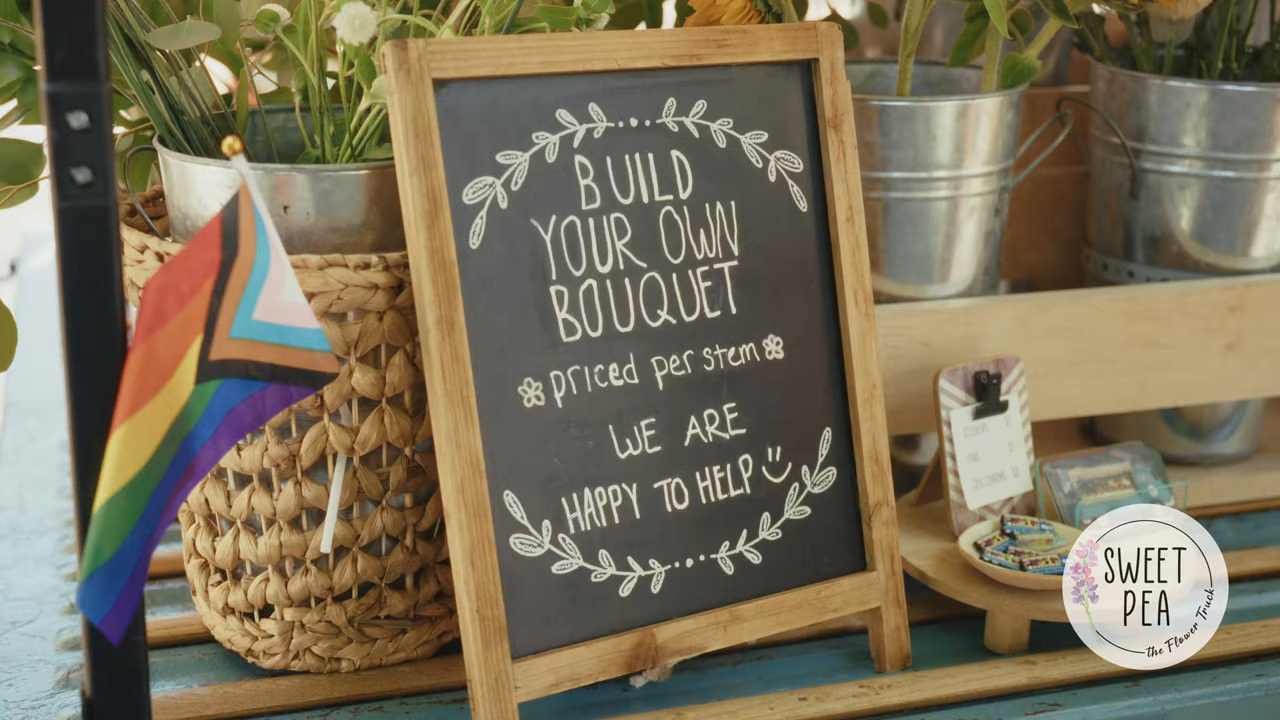 BUILD
YOUR OWN
BOUQUET
priced per stem
WE ARE
HAPPY TO HELP
SWEET
PEA
the Flower Truck